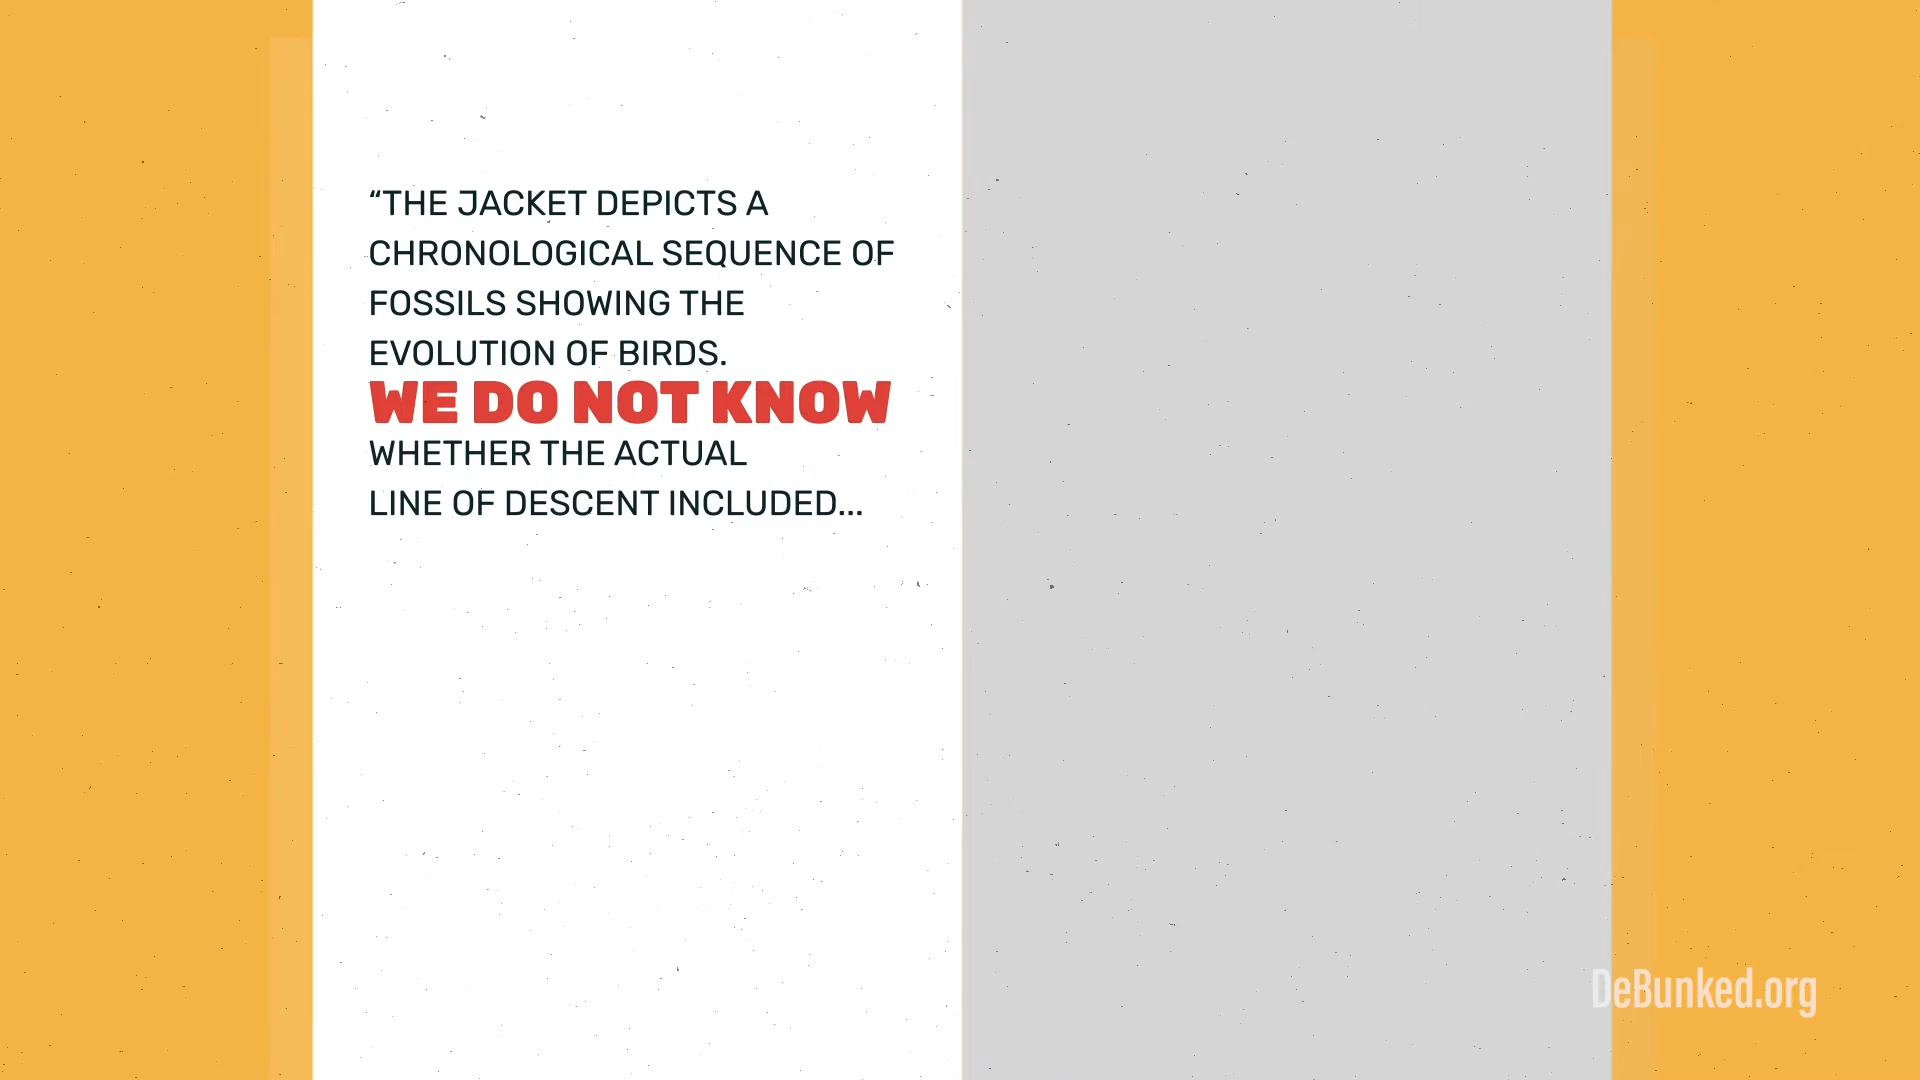 “THE JACKET DEPICTS A
CHRONOLOGICAL SEQUENCE OF
FOSSILS SHOWING THE
EVOLUTION OF BIRDS.
WE DO NOT KNOW
WHETHER THE ACTUAL
LINE OF DESCENT INCLUDED...
DeBunked.org